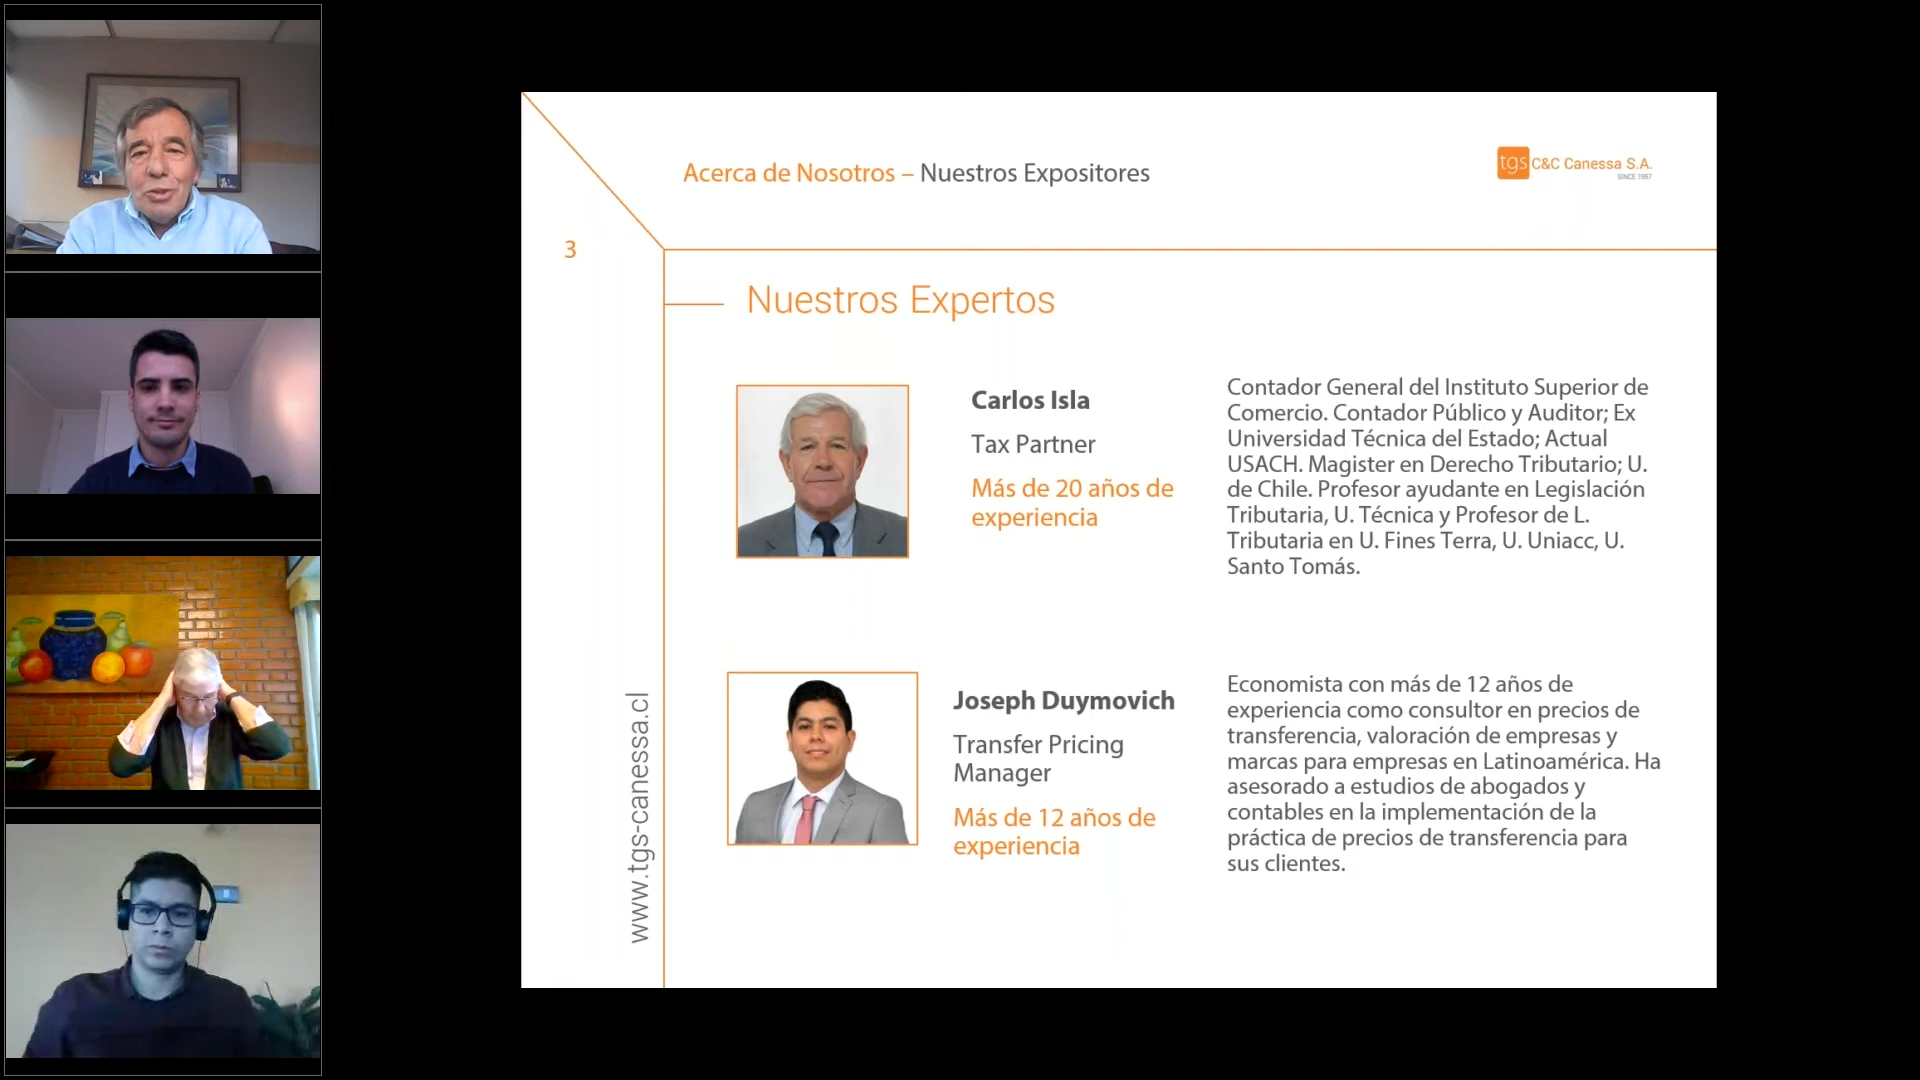 Acerca de Nosotros – Nuestros Expositores
tgs C&C Canessa S.A.
SINCE 1957
3
Nuestros Expertos
Carlos Isla
Tax Partner
Más de 20 años de
experiencia
Contador General del Instituto Superior de
Comercio. Contador Público y Auditor; Ex
Universidad Técnica del Estado; Actual
USACH. Magister en Derecho Tributario; U.
de Chile. Profesor ayudante en Legislación
Tributaria, U. Técnica y Profesor de L.
Tributaria en U. Fines Terra, U. Uniacc, U.
Santo Tomás.
Joseph Duymovich
Transfer Pricing
Manager
Más de 12 años de
experiencia
Economista con más de 12 años de
experiencia como consultor en precios de
transferencia, valoración de empresas y
marcas para empresas en Latinoamérica. Ha
asesorado a estudios de abogados y
contables en la implementación de la
práctica de precios de transferencia para
sus clientes.
www.tgs-canessa.cl